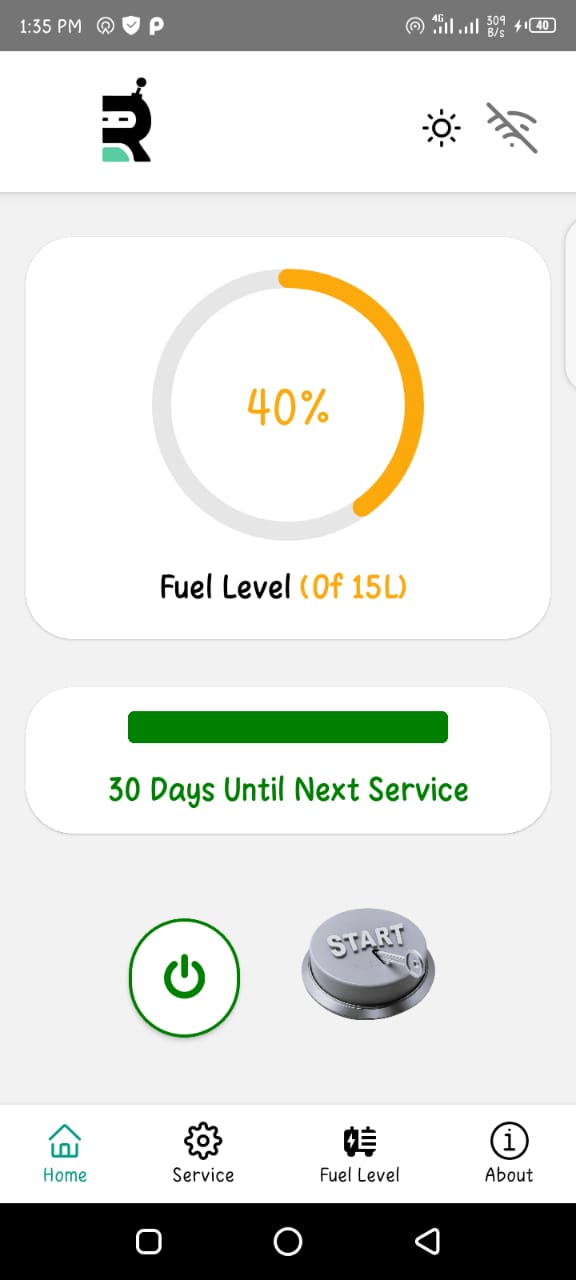 1:35 PM
4G
309 B/s
40
40%
Fuel Level (Of 15L)
30 Days Until Next Service
START
Home
Service
Fuel Level
About